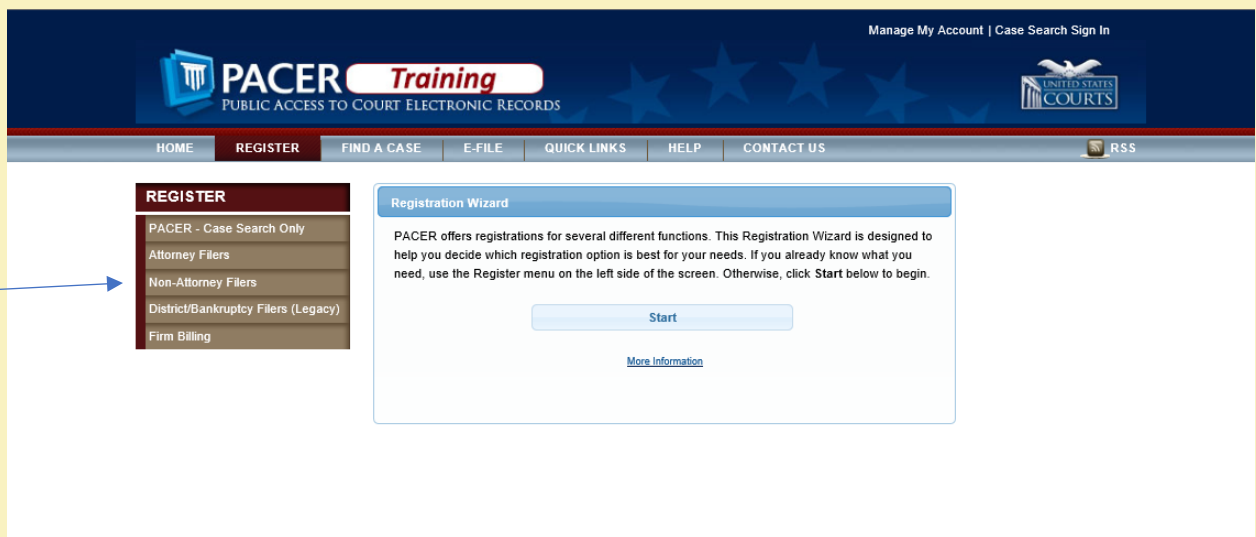 Manage My Account | Case Search Sign In
PACER Training
PUBLIC ACCESS TO COURT ELECTRONIC RECORDS
UNITED STATES
COURTS
HOME REGISTER FIND A CASE E-FILE QUICK LINKS HELP CONTACT US RSS
REGISTER
PACER - Case Search Only
Attorney Filers
Non-Attorney Filers
District/Bankruptcy Filers (Legacy)
Firm Billing
Registration Wizard
PACER offers registrations for several different functions. This Registration Wizard is designed to
help you decide which registration option is best for your needs. If you already know what you
need, use the Register menu on the left side of the screen. Otherwise, click Start below to begin.
Start
More Information